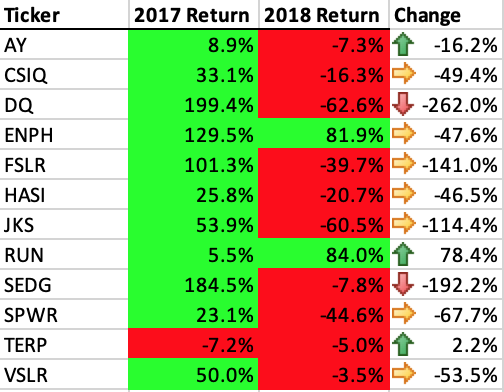 Ticker 2017 Return 2018 Return Change
AY 8.9% -7.3% -16.2%
CSIQ 33.1% -16.3% -49.4%
DQ 199.4% -62.6% -262.0%
ENPH 129.5% 81.9% -47.6%
FSLR 101.3% -39.7% -141.0%
HASI 25.8% -20.7% -46.5%
JKS 53.9% -60.5% -114.4%
RUN 5.5% 84.0% 78.4%
SEDG 184.5% -7.8% -192.2%
SPWR 23.1% -44.6% -67.7%
TERP -7.2% -5.0% 2.2%
VSLR 50.0% -3.5% -53.5%